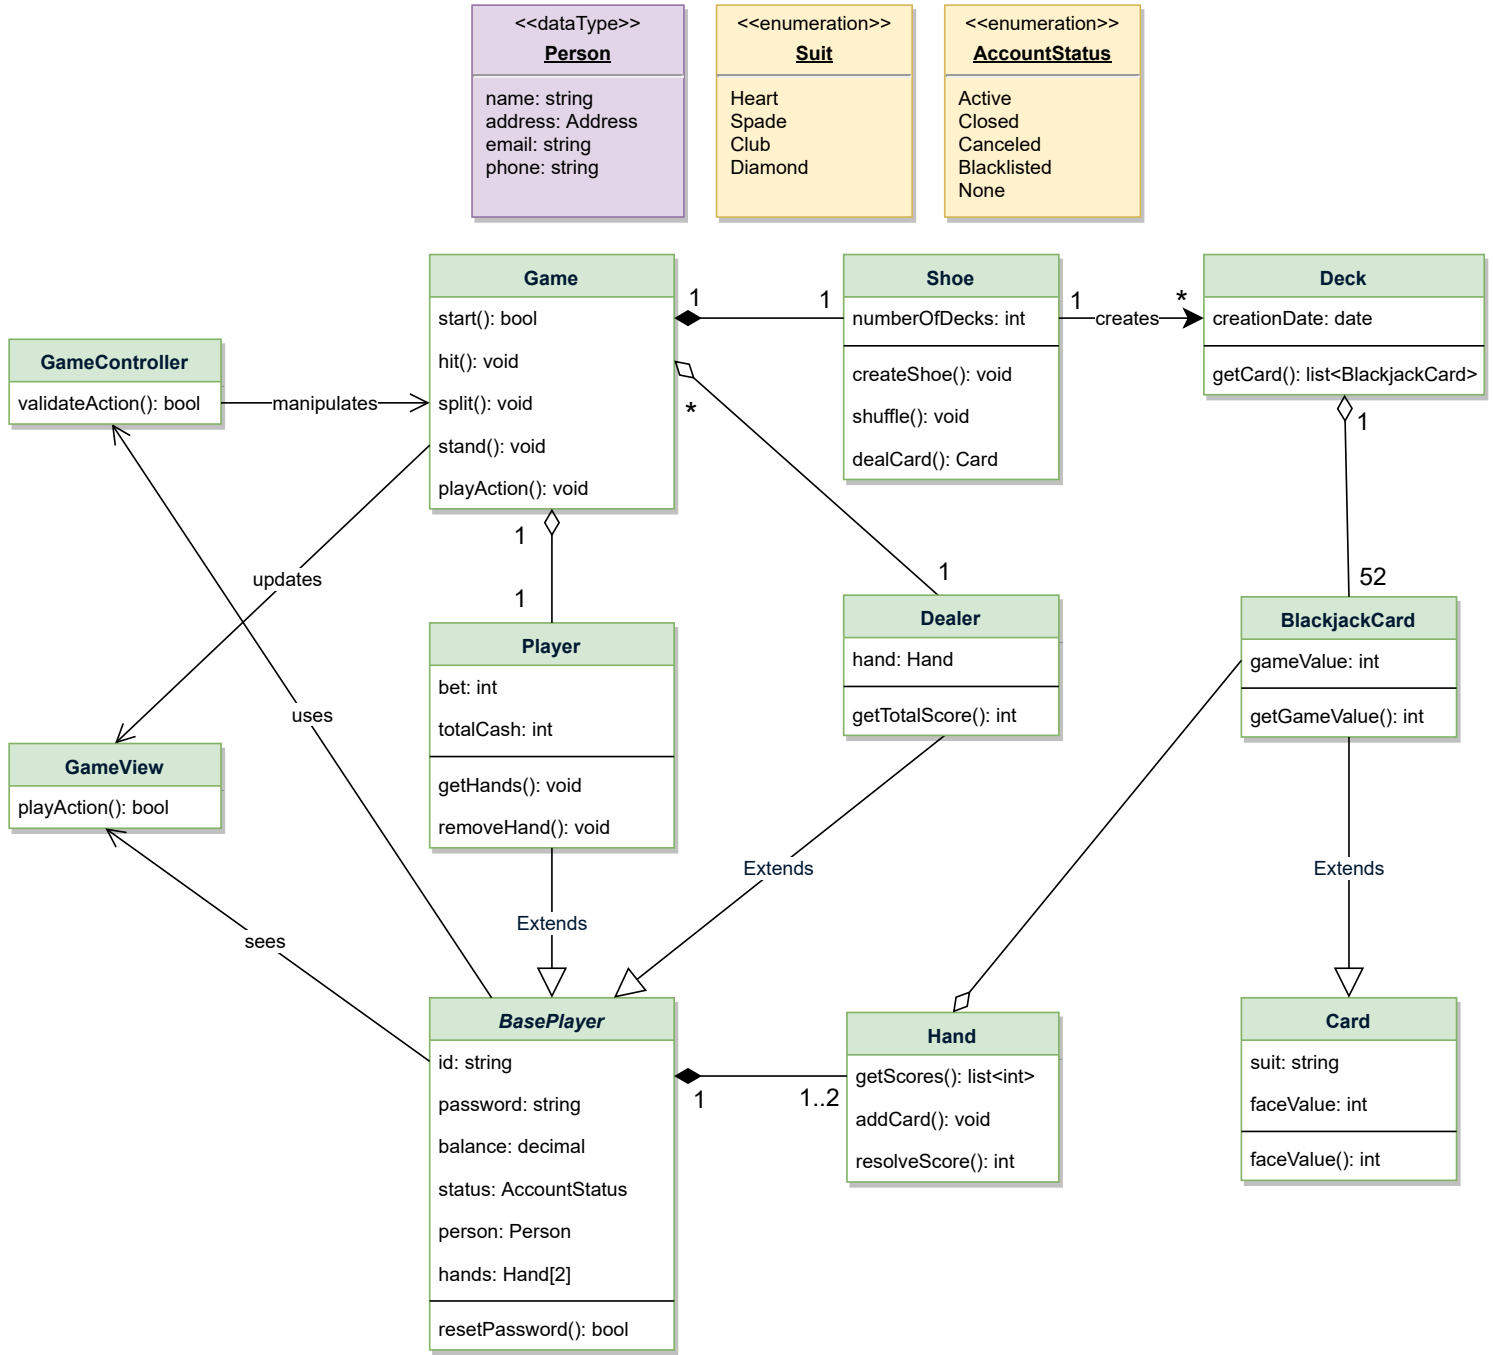 <<dataType>>
Person
name: string
address: Address
email: string
phone: string
<<enumeration>>
Suit
Heart
Spade
Club
Diamond
<<enumeration>>
AccountStatus
Active
Closed
Canceled
Blacklisted
None
Game
start(): bool
hit(): void
split(): void
stand(): void
playAction(): void
1
1
Shoe
numberOfDecks: int
createShoe(): void
shuffle(): void
dealCard(): Card
1
creates
*
Deck
creationDate: date
getCard(): list<BlackjackCard>
GameController
validateAction(): bool
manipulates
*
1
1
52
1
1
updates
uses
Player
bet: int
totalCash: int
getHands(): void
removeHand(): void
Dealer
hand: Hand
getTotalScore(): int
BlackjackCard
gameValue: int
getGameValue(): int
GameView
playAction(): bool
sees
Extends
Extends
Extends
BasePlayer
id: string
password: string
balance: decimal
status: AccountStatus
person: Person
hands: Hand[2]
resetPassword(): bool
1
1..2
Hand
getScores(): list<int>
addCard(): void
resolveScore(): int
Card
suit: string
faceValue: int
faceValue(): int